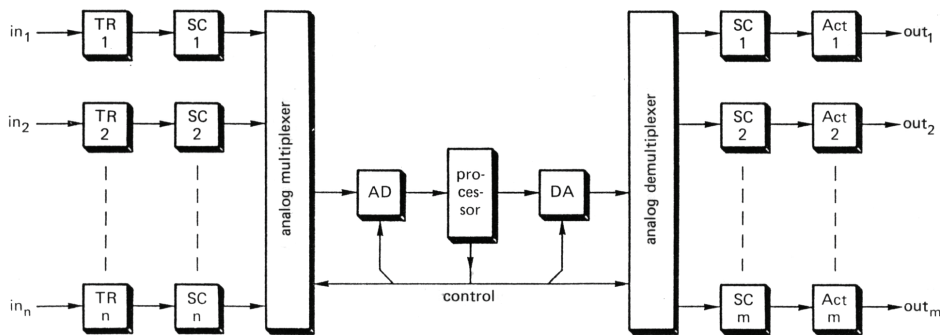 in1 TR 1 SC 1
in2 TR 2 SC 2
inn TR n SC n
analog multiplexer
AD
pro-
ces-
sor
DA
control
analog demultiplexer
SC 1 Act 1 out1
SC 2 Act 2 out2
SC m Act m outm